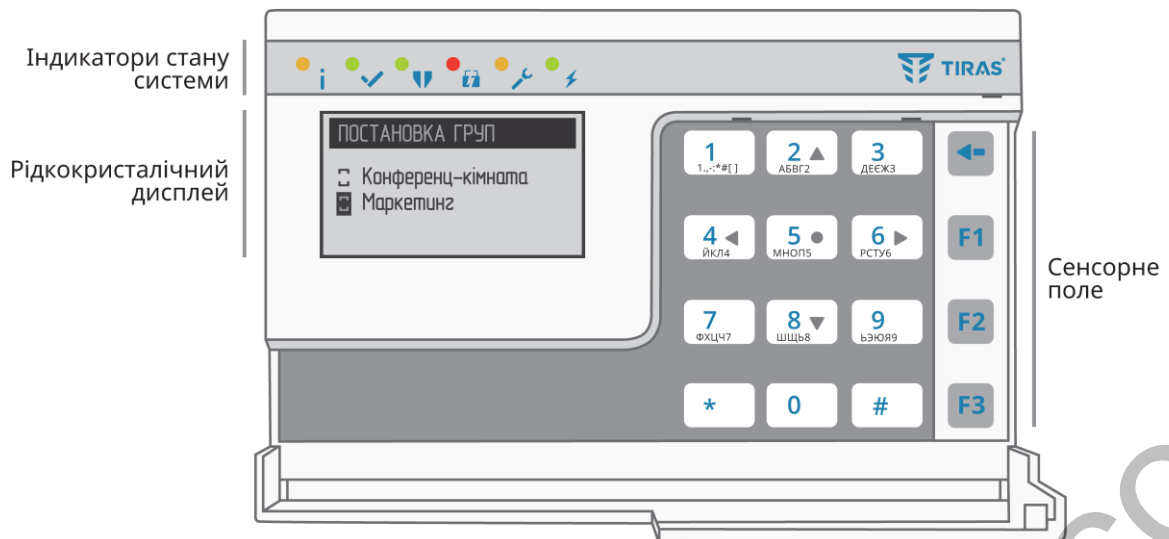 Індикатори стану
системи
TIRAS
Рідкокристалічний
дисплей
ПОСТАНОВКА ГРУП
Конференц-кімната
Маркетинг
1
1.,-:*#[ ]
2
АБВГ2
3
ДЕЄЖЗ
4
ЙКЛ4
5
МНОП5
6
РСТУ6
F1
7
ФХЦЧ7
8
ШЩЬ8
9
ЬЭЮЯ9
F2
*
0
#
F3
Сенсорне
поле